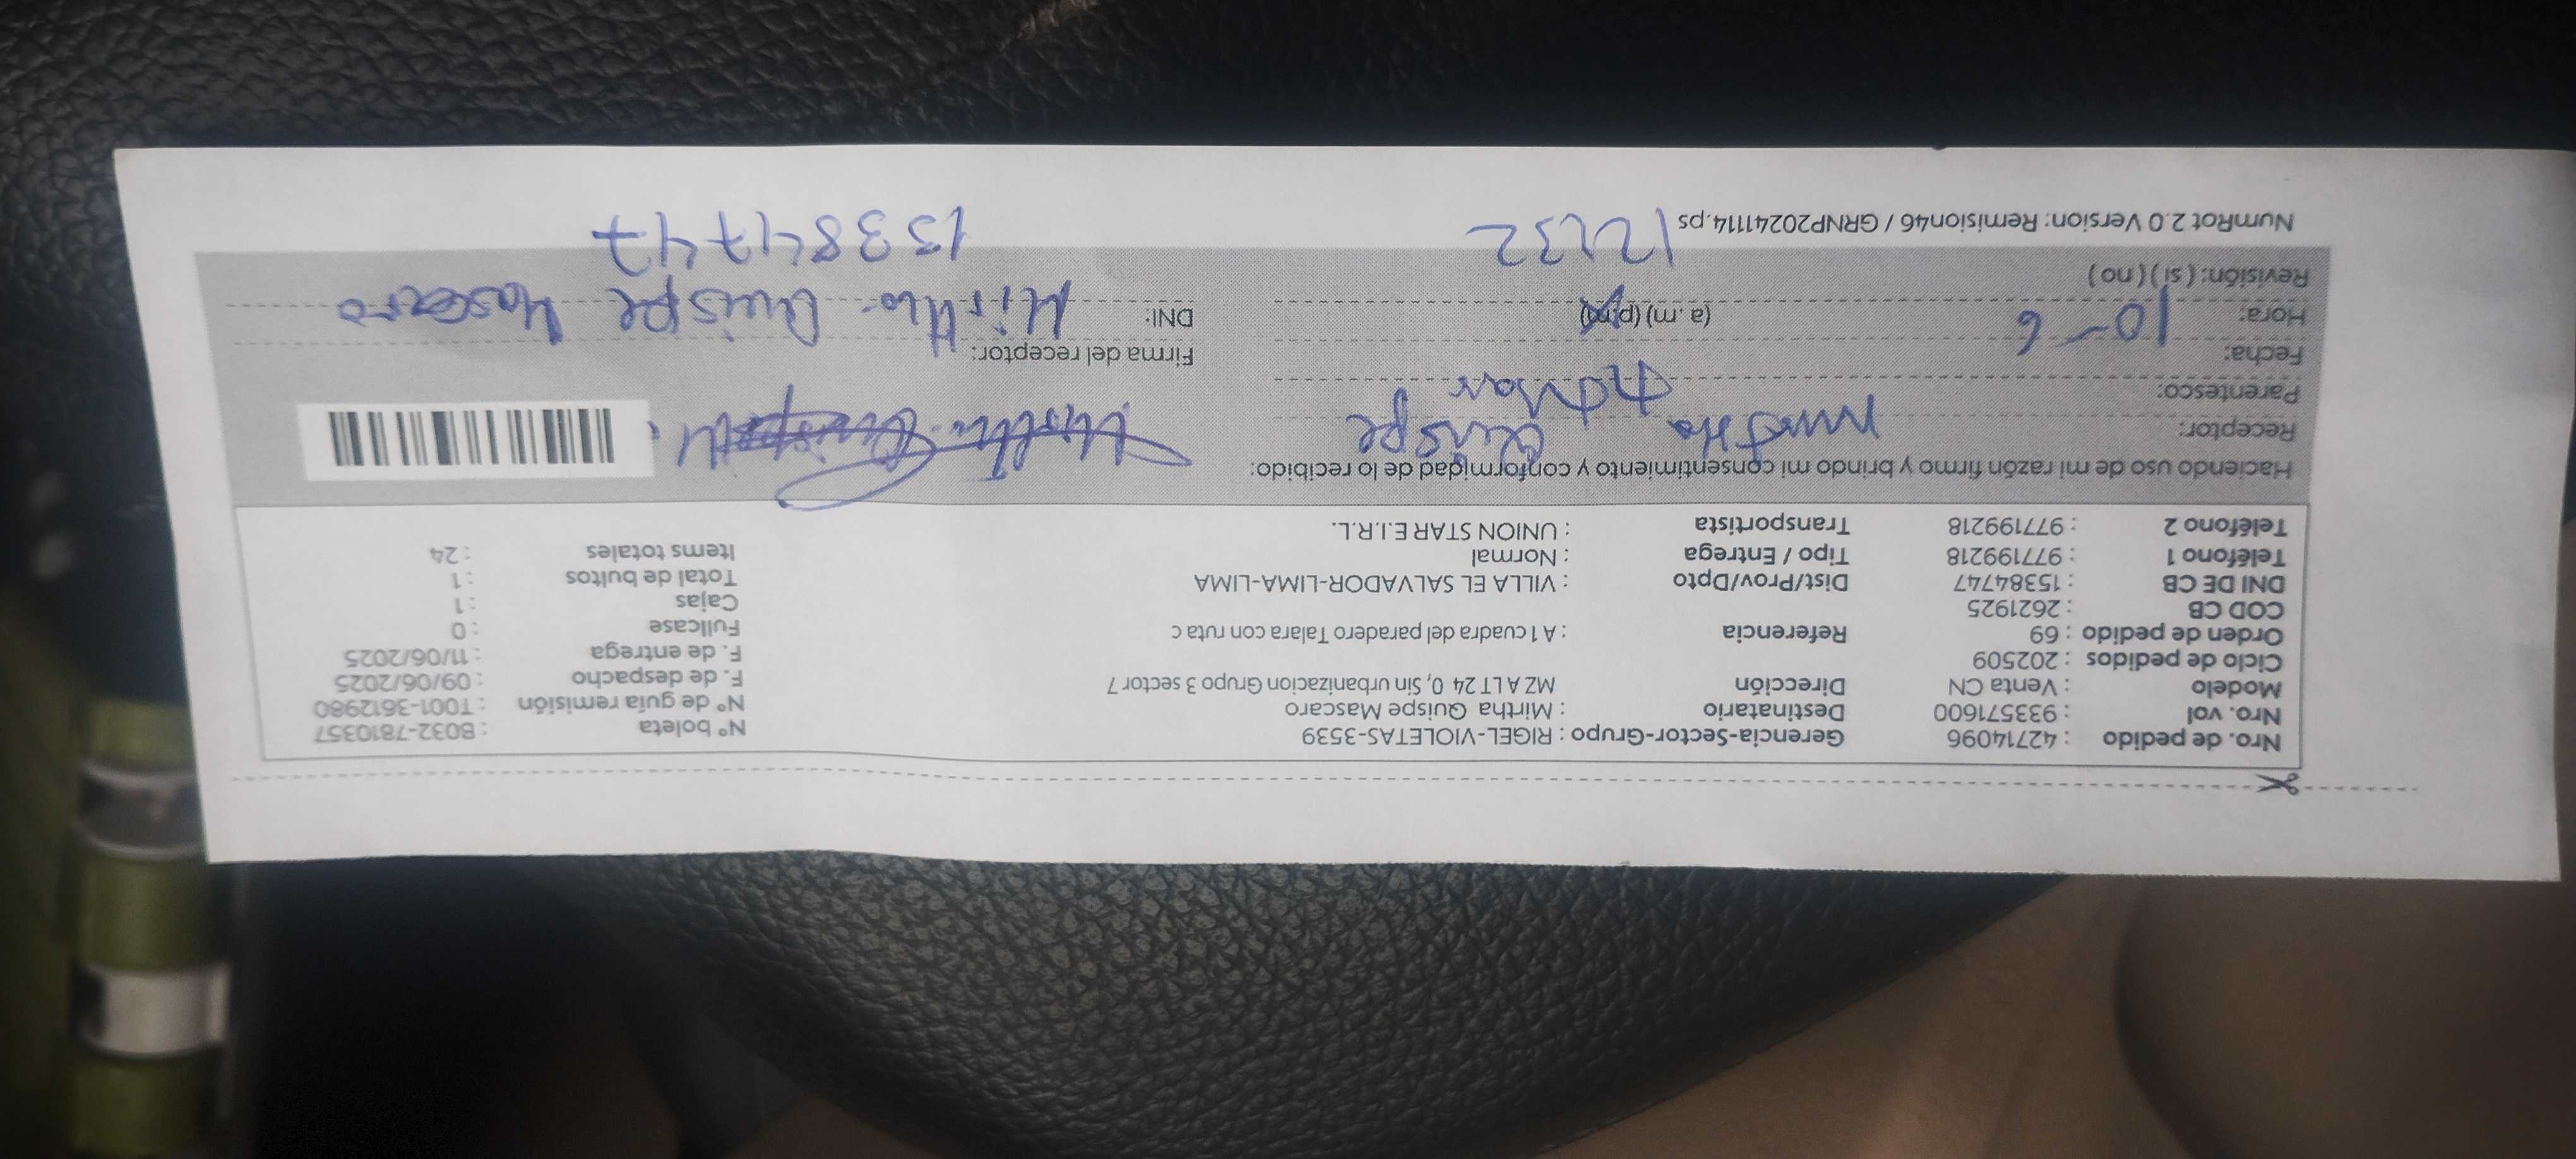 Nro. de pedido : 42714096 Gerencia-Sector-Grupo : RIGEL-VIOLETAS-3539 Nº boleta : B032-7810357
Nro. vol : 933571600 Destinatario : Mirtha Quispe Mascaro Nº de guía remisión : T001-3612980
Modelo : Venta CN Dirección MZ A LT 24 0, Sin urbanizacion Grupo 3 sector 7 F. de despacho : 09/06/2025
Ciclo de pedidos : 202509 F. de entrega : 11/06/2025
Orden de pedido : 69 Referencia : A 1 cuadra del paradero Talara con ruta c Fullcase : 0
COD CB : 2621925 Cajas : 1
DNI DE CB : 15384747 Dist/Prov/Dpto : VILLA EL SALVADOR-LIMA-LIMA Total de bultos : 1
Teléfono 1 : 977199218 Tipo / Entrega : Normal Items totales : 24
Teléfono 2 : 977199218 Transportista : UNION STAR E.I.R.L.
Haciendo uso de mi razón firmo y brindo mi consentimiento y conformidad de lo recibido:
Receptor: Quispe
Parentesco:
Fecha: 10-6 Firma del receptor:
Hora: (a.m) (p.m) DNI: Mirtha Quispe
Revisión: ( si ) ( no )
NumRot 2.0 Version: Remision46 / GRNP20241114.ps